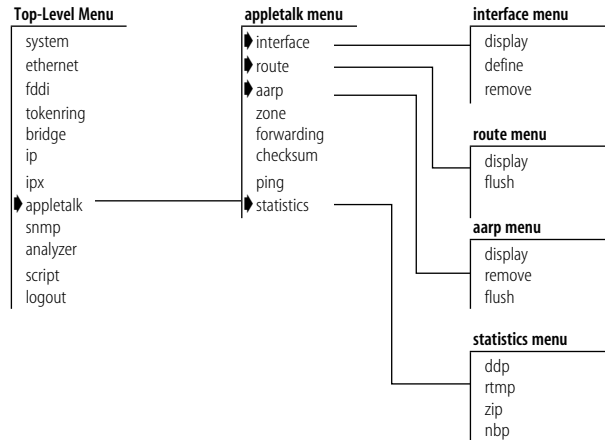 Top-Level Menu
system
ethernet
fddi
tokenring
bridge
ip
ipx
appletalk
snmp
analyzer
script
logout
appletalk menu
interface
route
aarp
zone
forwarding
checksum
ping
statistics
interface menu
display
define
remove
route menu
display
flush
aarp menu
display
remove
flush
statistics menu
ddp
rtmp
zip
nbp